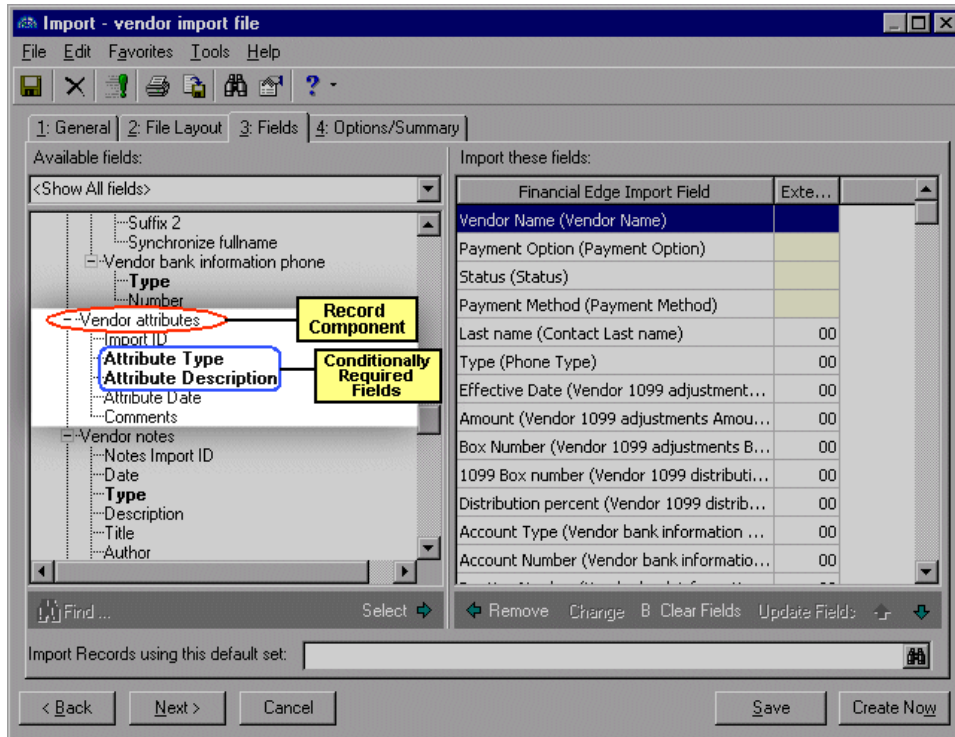 Import - vendor import file
File Edit Favorites Tools Help
1: General 2: File Layout 3: Fields 4: Options/Summary
Available fields:
<Show All fields>
Suffix 2
Synchronize fullname
Vendor bank information phone
Type
Number
Vendor attributes
Import ID
Attribute Type
Attribute Description
Attribute Date
Comments
Vendor notes
Notes Import ID
Date
Type
Description
Title
Author
Record
Component
Conditionally
Required
Fields
Find ...
Select
Import these fields:
Financial Edge Import Field Exte...
Vendor Name (Vendor Name)
Payment Option (Payment Option)
Status (Status)
Payment Method (Payment Method)
Last name (Contact Last name) 00
Type (Phone Type) 00
Effective Date (Vendor 1099 adjustment... 00
Amount (Vendor 1099 adjustments Amou... 00
Box Number (Vendor 1099 adjustments B... 00
1099 Box number (Vendor 1099 distributi... 00
Distribution percent (Vendor 1099 distrib... 00
Account Type (Vendor bank information ... 00
Account Number (Vendor bank informatio... 00
Remove Change B Clear Fields Update Fields
Import Records using this default set:
< Back Next > Cancel Save Create Now